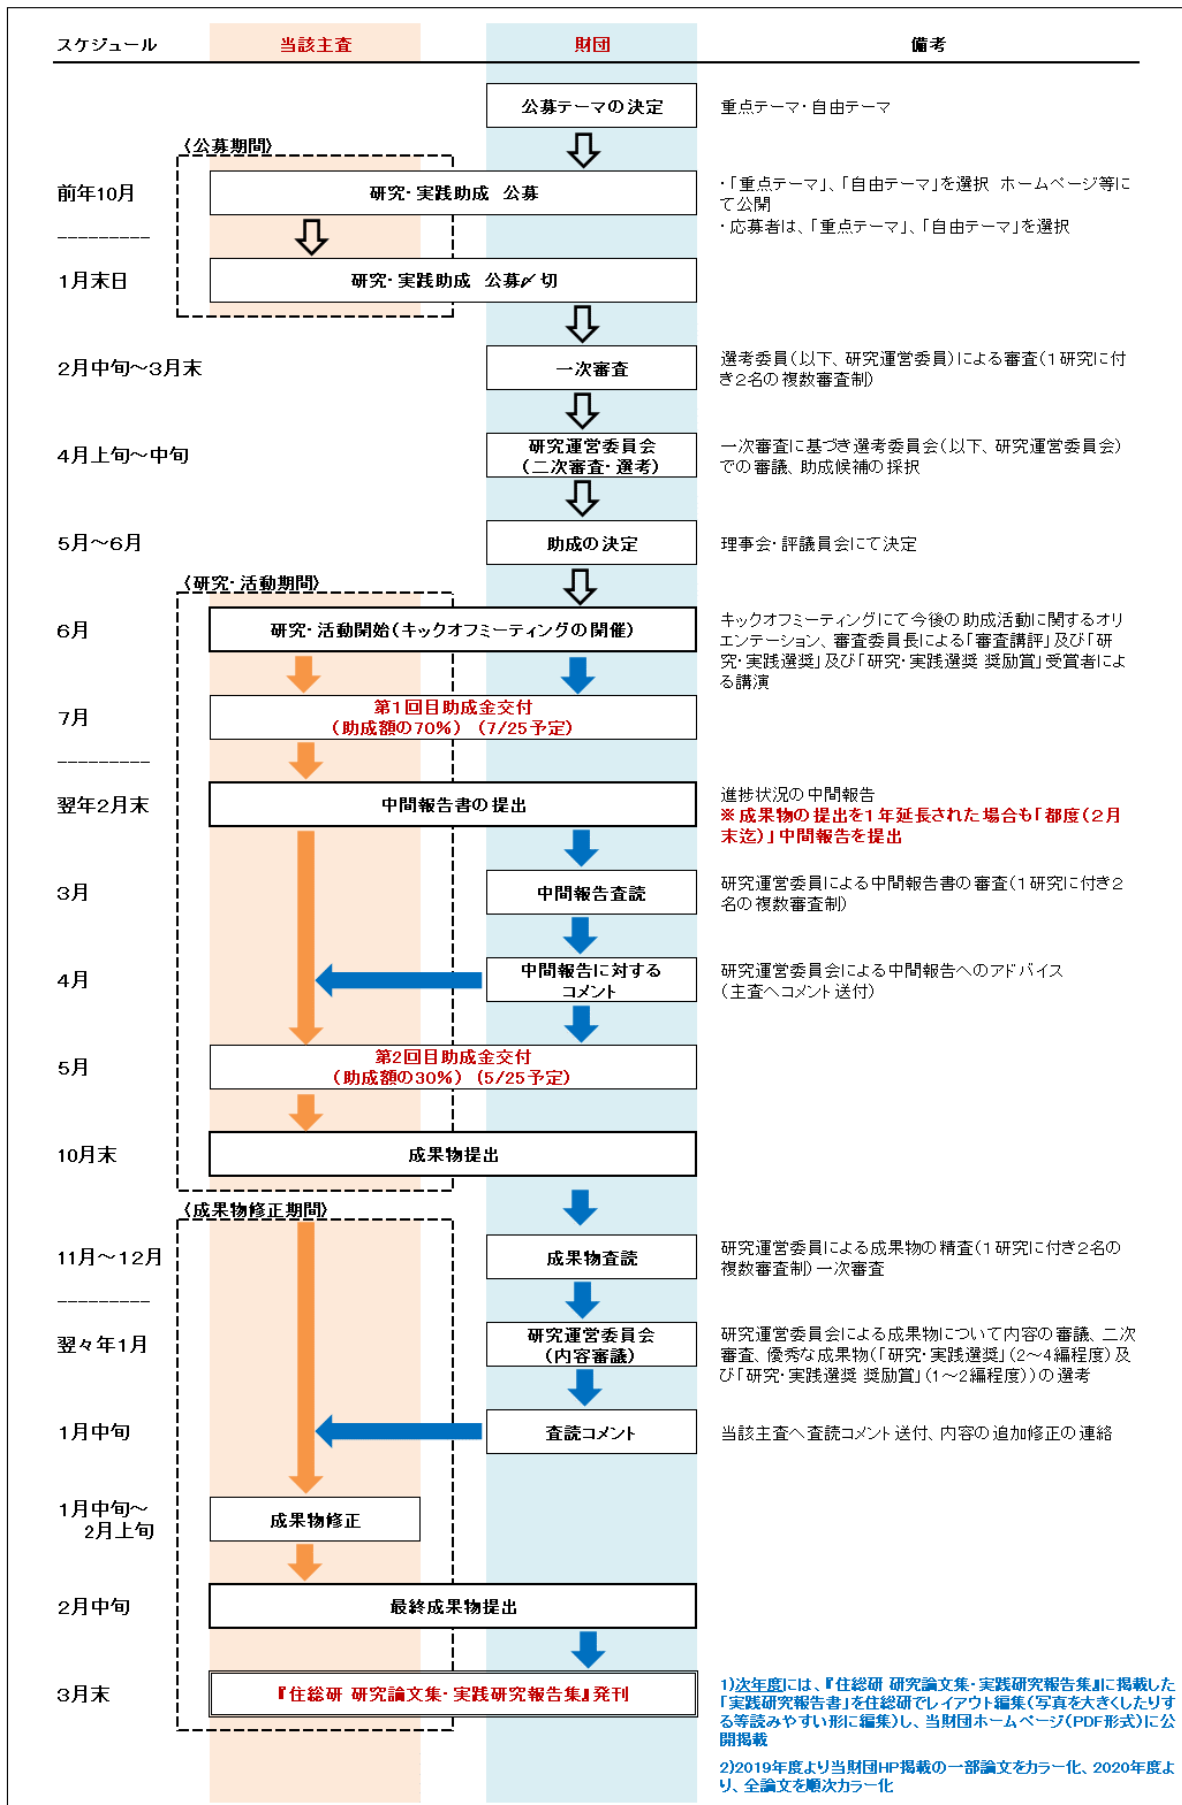 スケジュール 当該主査 財団 備考
公募テーマの決定 重点テーマ・自由テーマ
〈公募期間〉
前年10月 研究・実践助成 公募
・「重点テーマ」、「自由テーマ」を選択 ホームページ等に
て公開
・応募者は、「重点テーマ」、「自由テーマ」を選択
1月末日 研究・実践助成 公募〆切
2月中旬～3月末 一次審査
選考委員（以下、研究運営委員）による審査（1研究に付
き2名の複数審査制）
4月上旬～中旬
研究運営委員会
（二次審査・選考）
一次審査に基づき選考委員会（以下、研究運営委員会）
での審議、助成候補の採択
5月～6月 助成の決定 理事会・評議員会にて決定
〈研究・活動期間〉
6月 研究・活動開始（キックオフミーティングの開催）
キックオフミーティングにて今後の助成活動に関するオリ
エンテーション、審査委員長による「審査講評」及び「研
究・実践選奨」及び「研究・実践選奨 奨励賞」受賞者によ
る講演
7月
第1回目助成金交付
（助成額の70％）（7/25予定）
翌年2月末 中間報告書の提出
進捗状況の中間報告
※成果物の提出を1年延長された場合も「都度（2月
末迄）」中間報告を提出
3月 中間報告査読
研究運営委員による中間報告書の審査（1研究に付き2
名の複数審査制）
4月
中間報告に対する
コメント
研究運営委員会による中間報告へのアドバイス
（主査へコメント送付）
5月
第2回目助成金交付
（助成額の30％）（5/25予定）
10月末 成果物提出
〈成果物修正期間〉
11月～12月 成果物査読
研究運営委員による成果物の精査（1研究に付き2名の
複数審査制）一次審査
翌々年1月
研究運営委員会
（内容審議）
研究運営委員会による成果物について内容の審議、二次
審査、優秀な成果物（「研究・実践選奨」（2～4編程度）及
び「研究・実践選奨 奨励賞」（1～2編程度））の選考
1月中旬 査読コメント 当該主査へ査読コメント送付、内容の追加修正の連絡
1月中旬～
2月上旬
成果物修正
2月中旬 最終成果物提出
3月末 『住総研 研究論文集・実践研究報告集』発刊
1)次年度には、『住総研 研究論文集・実践研究報告集』に掲載した
「実践研究報告書」を住総研でレイアウト編集（写真を大きくしたりす
る等読みやすい形に編集）し、当財団ホームページ（PDF形式）に公
開掲載
2)2019年度より当財団HP掲載の一部論文をカラー化、2020年度よ
り、全論文を順次カラー化